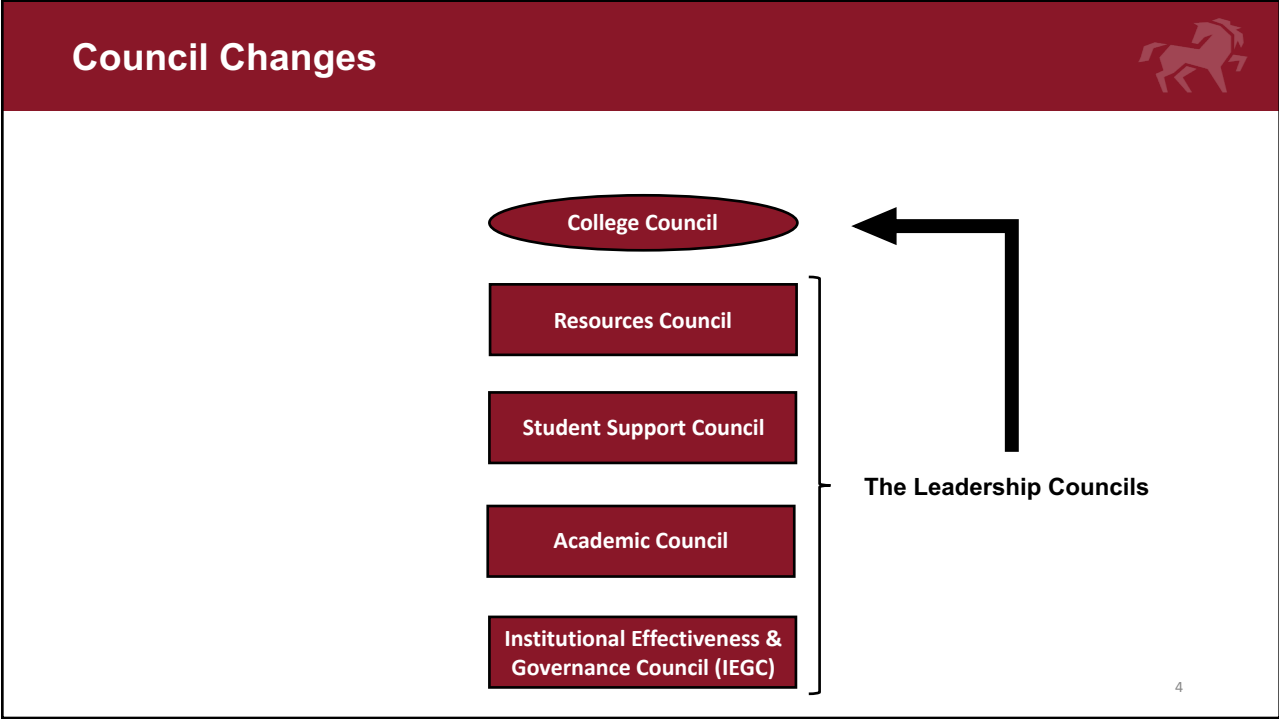 Council Changes
College Council
Resources Council
Student Support Council
The Leadership Councils
Academic Council
Institutional Effectiveness &
Governance Council (IEGC)
4